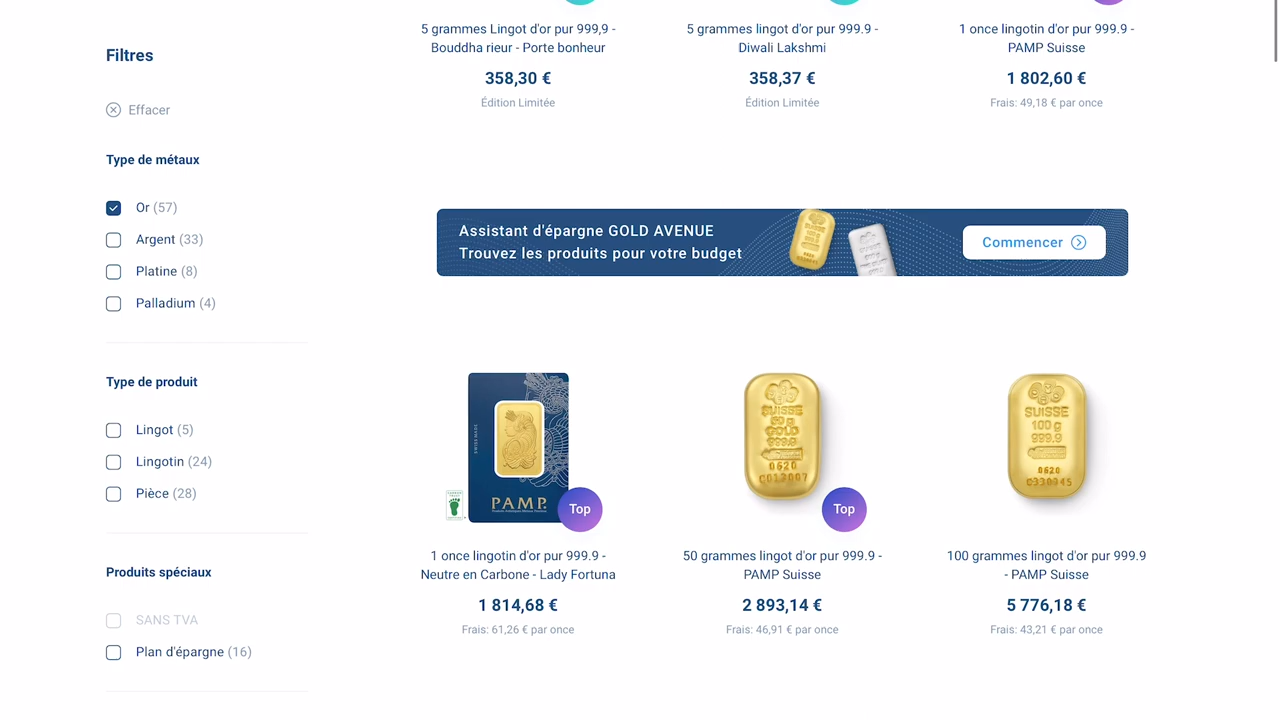 5 grammes Lingot d'or pur 999,9 -
Bouddha rieur - Porte bonheur
358,30 €
Édition Limitée
5 grammes lingot d'or pur 999.9 -
Diwali Lakshmi
358,37 €
Édition Limitée
1 once lingotin d'or pur 999.9 -
PAMP Suisse
1 802,60 €
Frais: 49,18 € par once
Filtres
Effacer
Type de métaux
Or (57)
Argent (33)
Platine (8)
Palladium (4)
Type de produit
Lingot (5)
Lingotin (24)
Pièce (28)
Produits spéciaux
SANS TVA
Plan d'épargne (16)
Assistant d'épargne GOLD AVENUE
Trouvez les produits pour votre budget
Commencer
SWISS MADE
PAMP
Top
1 once lingotin d'or pur 999.9 -
Neutre en Carbone - Lady Fortuna
1 814,68 €
Frais: 61,26 € par once
SUISSE
50 g
GOLD
999.9
0620
C013007
Top
50 grammes lingot d'or pur 999.9 -
PAMP Suisse
2 893,14 €
Frais: 46,91 € par once
SUISSE
100 g
999.9
0620
C330945
100 grammes lingot d'or pur 999.9
- PAMP Suisse
5 776,18 €
Frais: 43,21 € par once